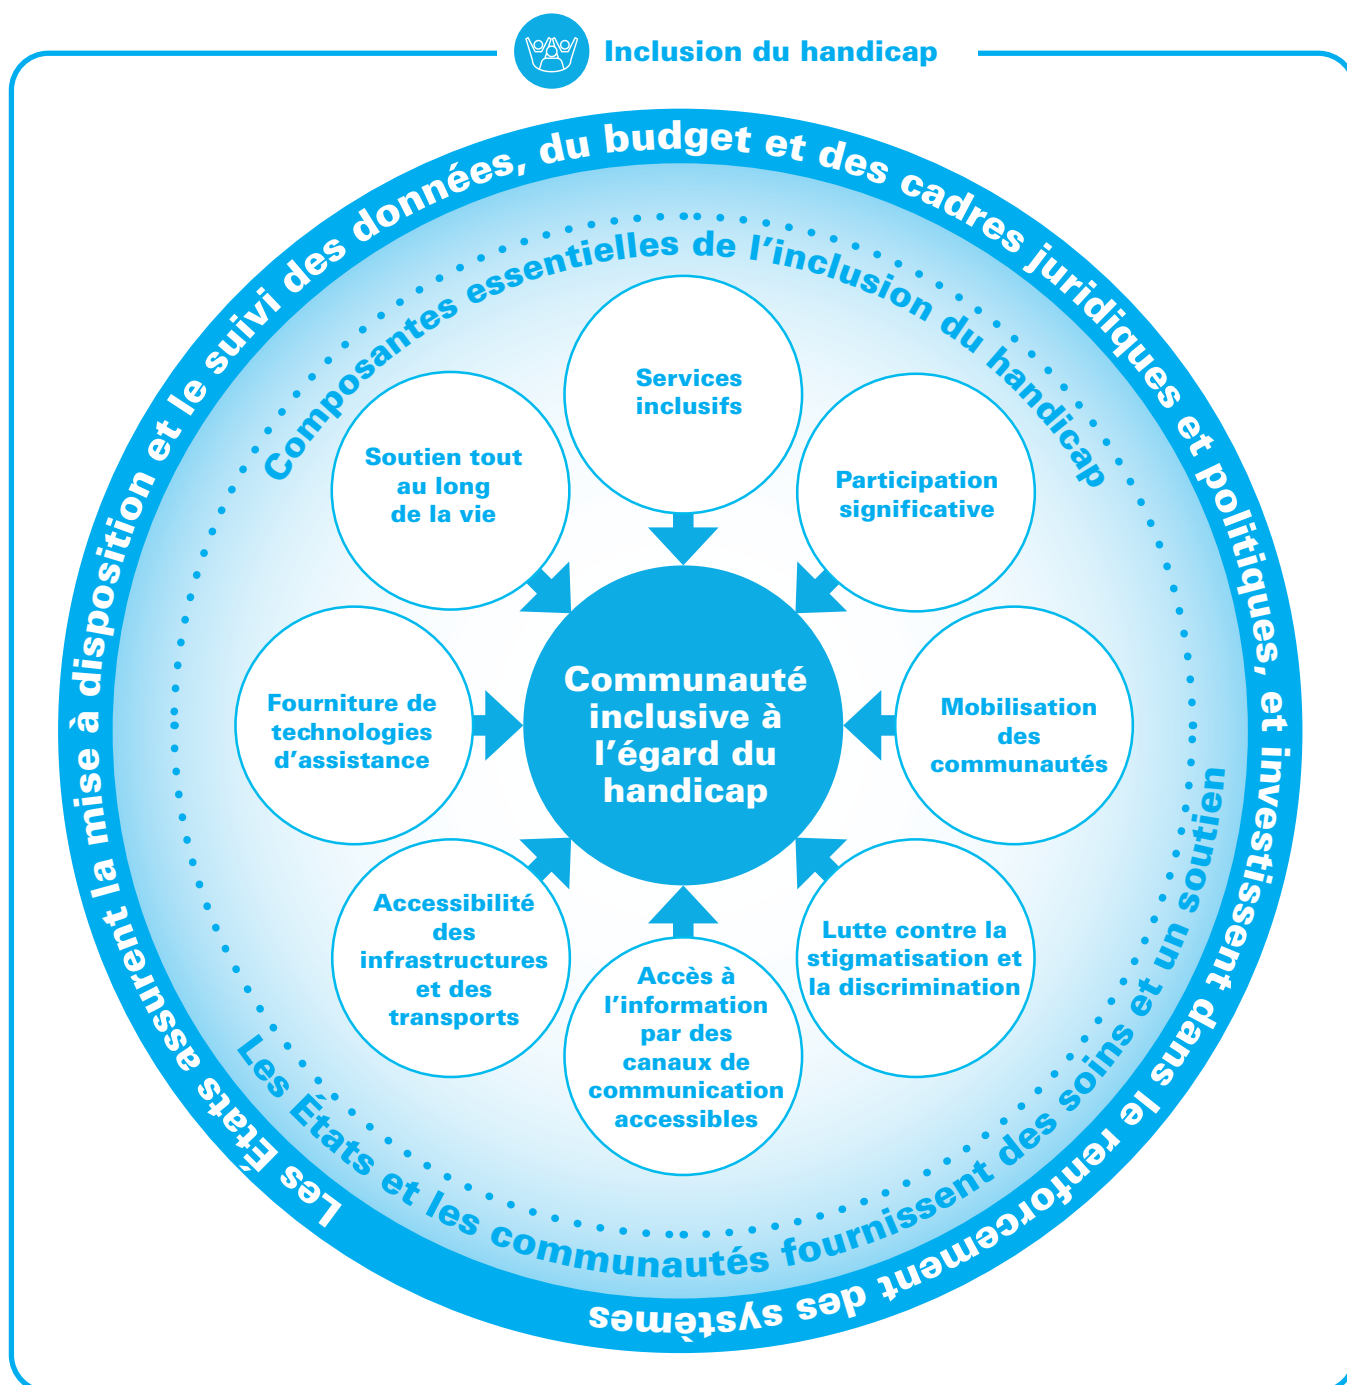 Inclusion du handicap
Les États assurent la mise à disposition et le suivi des données, du budget et des cadres juridiques et politiques, et investissent dans le renforcement des systèmes
Composantes essentielles de l’inclusion du handicap
Services
inclusifs
Participation
significative
Mobilisation
des
communautés
Lutte contre la
stigmatisation et
la discrimination
Accès à
l’information
par des
canaux de
communication
accessibles
Accessibilité
des
infrastructures
et des
transports
Fourniture de
technologies
d’assistance
Soutien tout
au long
de la vie
Communauté
inclusive à
l’égard du
handicap
Les États et les communautés fournissent des soins et un soutien